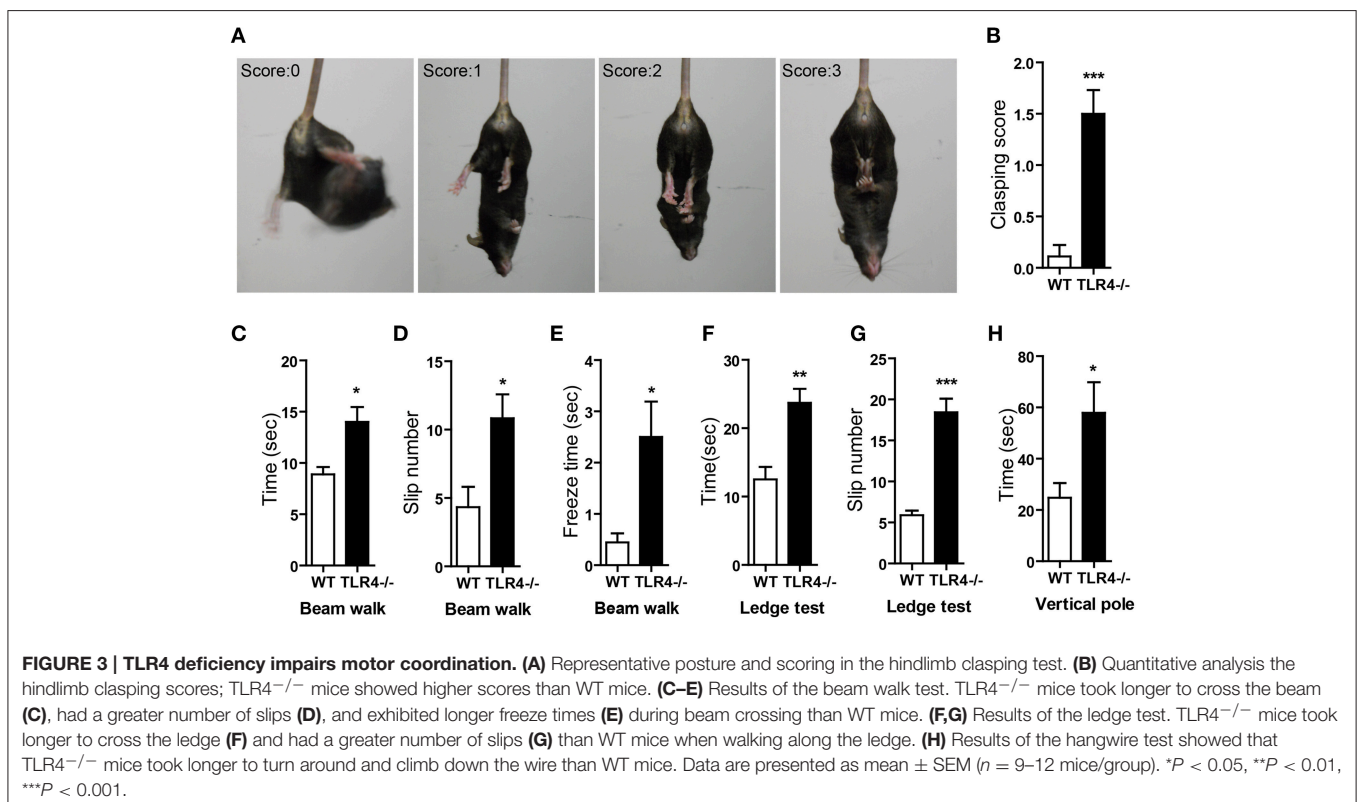 A
B
Score:0
Score:1
Score:2
Score:3
2.0
1.5
1.0
0.5
0.0
Clasping score
***
WT TLR4-/-
C
D
E
F
G
H
20
15
10
5
0
Time (sec)
*
WT TLR4-/-
Beam walk
15
10
5
0
Slip number
*
WT TLR4-/-
Beam walk
4
3
2
1
0
Freeze time (sec)
*
WT TLR4-/-
Beam walk
30
20
10
0
Time(sec)
**
WT TLR4-/-
Ledge test
25
20
15
10
5
0
Slip number
***
WT TLR4-/-
Ledge test
80
60
40
20
0
Time (sec)
*
WT TLR4-/-
Vertical pole
FIGURE 3 | TLR4 deficiency impairs motor coordination. (A) Representative posture and scoring in the hindlimb clasping test. (B) Quantitative analysis the
hindlimb clasping scores; TLR4−/− mice showed higher scores than WT mice. (C–E) Results of the beam walk test. TLR4−/− mice took longer to cross the beam
(C), had a greater number of slips (D), and exhibited longer freeze times (E) during beam crossing than WT mice. (F,G) Results of the ledge test. TLR4−/− mice took
longer to cross the ledge (F) and had a greater number of slips (G) than WT mice when walking along the ledge. (H) Results of the hangwire test showed that
TLR4−/− mice took longer to turn around and climb down the wire than WT mice. Data are presented as mean ± SEM (n = 9–12 mice/group). *P < 0.05, **P < 0.01,
***P < 0.001.